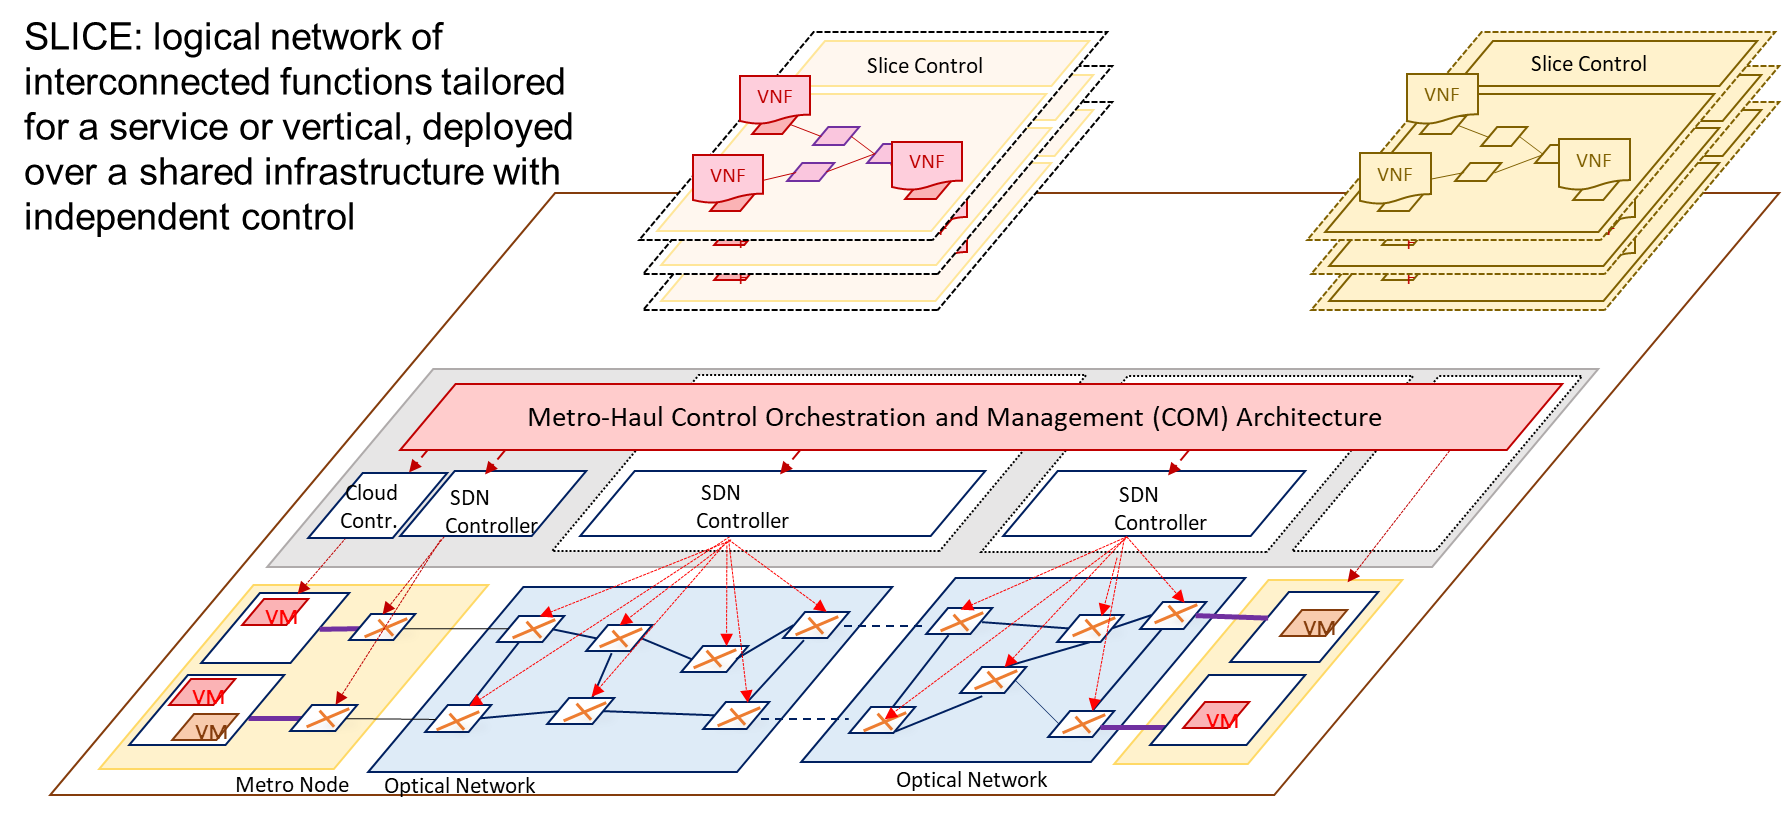 SLICE: logical network of
interconnected functions tailored
for a service or vertical, deployed
over a shared infrastructure with
independent control
Slice Control
VNF
VNF
VNF
Slice Control
VNF
VNF
VNF
F
F
F
F
Metro-Haul Control Orchestration and Management (COM) Architecture
Cloud
Contr.
SDN
Controller
SDN
Controller
SDN
Controller
VM
VM
VM
VM
VM
Metro Node
Optical Network
Optical Network